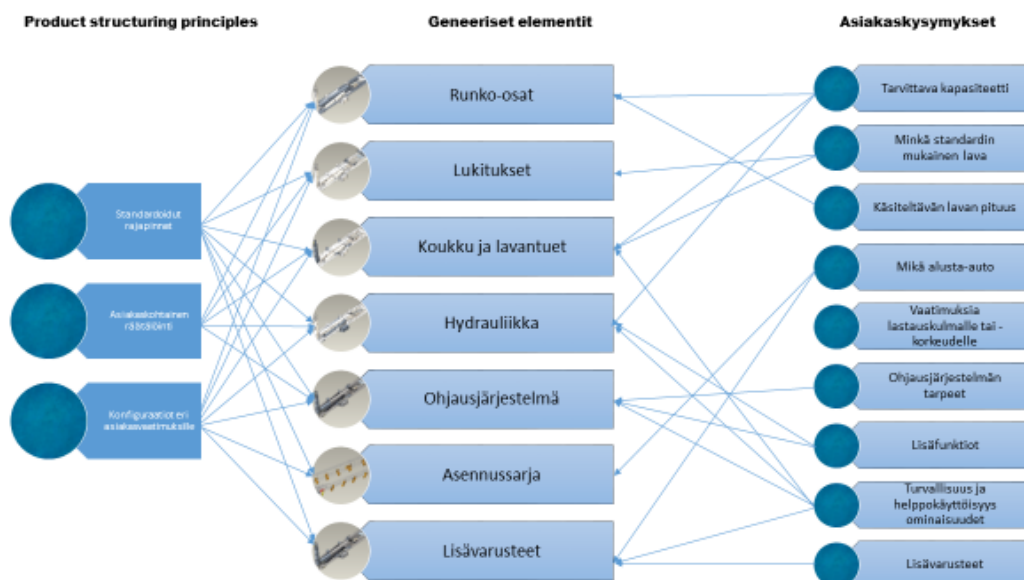 Product structuring principles
Geneeriset elementit
Asiakaskysymykset
Standardoidut
rajapinnat
Asiakaskohtainen
räätälöinti
Konfiguraatiot eri
asiakasvaatimuksille
Runko-osat
Lukitukset
Koukku ja lavantuet
Hydrauliikka
Ohjausjärjestelmä
Asennussarja
Lisävarusteet
Tarvittava kapasiteetti
Minkä standardin
mukainen lava
Käsiteltävän lavan pituus
Mikä alusta-auto
Vaatimuksia
lastauskulmalle tai -
korkeudelle
Ohjausjärjestelmän
tarpeet
Lisäfunktiot
Turvallisuus ja
helppokäyttöisyys
ominaisuudet
Lisävarusteet